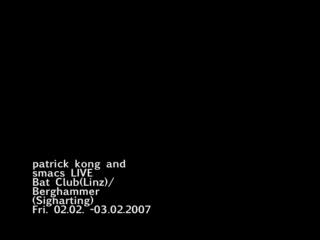 patrick kong and
smacs LIVE
Bat Club(Linz)/
Berghammer
(Sigharting)
Fri. 02.02. -03.02.2007